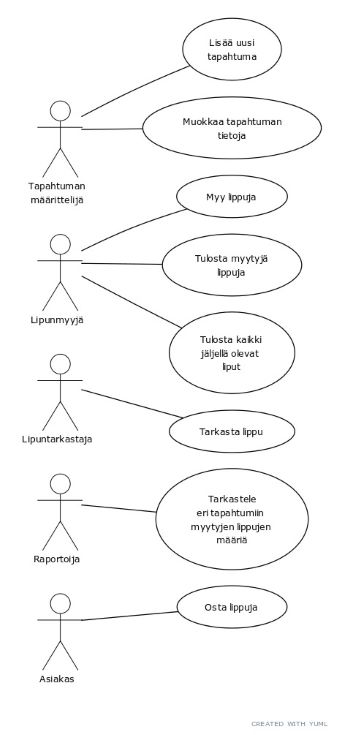 Lisää uusi
tapahtuma
Muokkaa tapahtuman
tietoja
Tapahtuman
määrittelijä
Myy lippuja
Tulosta myytyjä
lippuja
Lipunmyyjä
Tulosta kaikki
jäljellä olevat
liput
Tarkasta lippu
Lipuntarkastaja
Tarkastele
eri tapahtumiin
myytyjen lippujen
määriä
Raportoija
Osta lippuja
Asiakas
CREATED WITH YUML